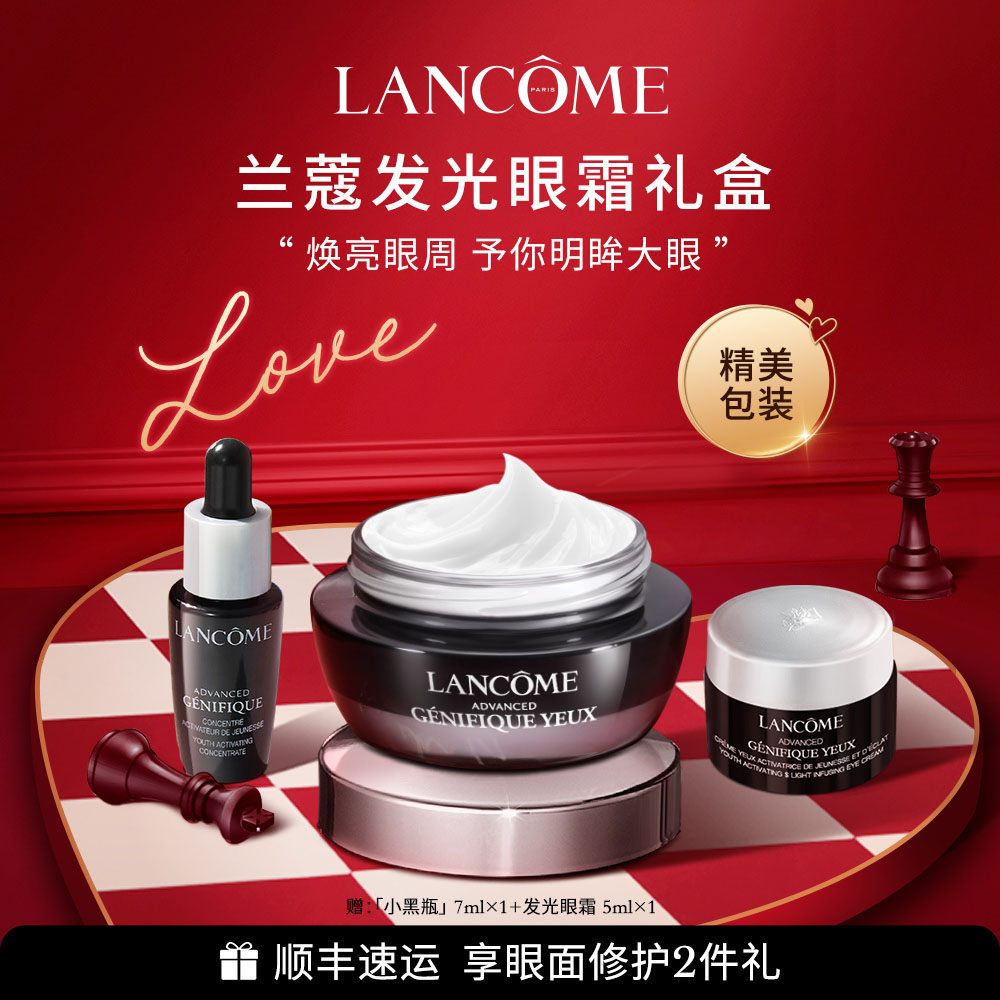 LANCÔME
PARIS
兰蔻发光眼霜礼盒
“ 焕亮眼周 予你明眸大眼 ”
Love
精美
包装
LANCÔME
ADVANCED
GÉNIFIQUE
CONCENTRÉ
ACTIVATEUR DE JEUNESSE
YOUTH ACTIVATING
CONCENTRATE
LANCÔME
ADVANCED
GÉNIFIQUE YEUX
LANCÔME
ADVANCED
GÉNIFIQUE YEUX
CRÈME YEUX ACTIVATRICE DE JEUNESSE ET D'ÉCLAT
YOUTH ACTIVATING & LIGHT INFUSING EYE CREAM
赠:「小黑瓶」7ml×1+发光眼霜 5ml×1
顺丰速运 享眼面修护2件礼